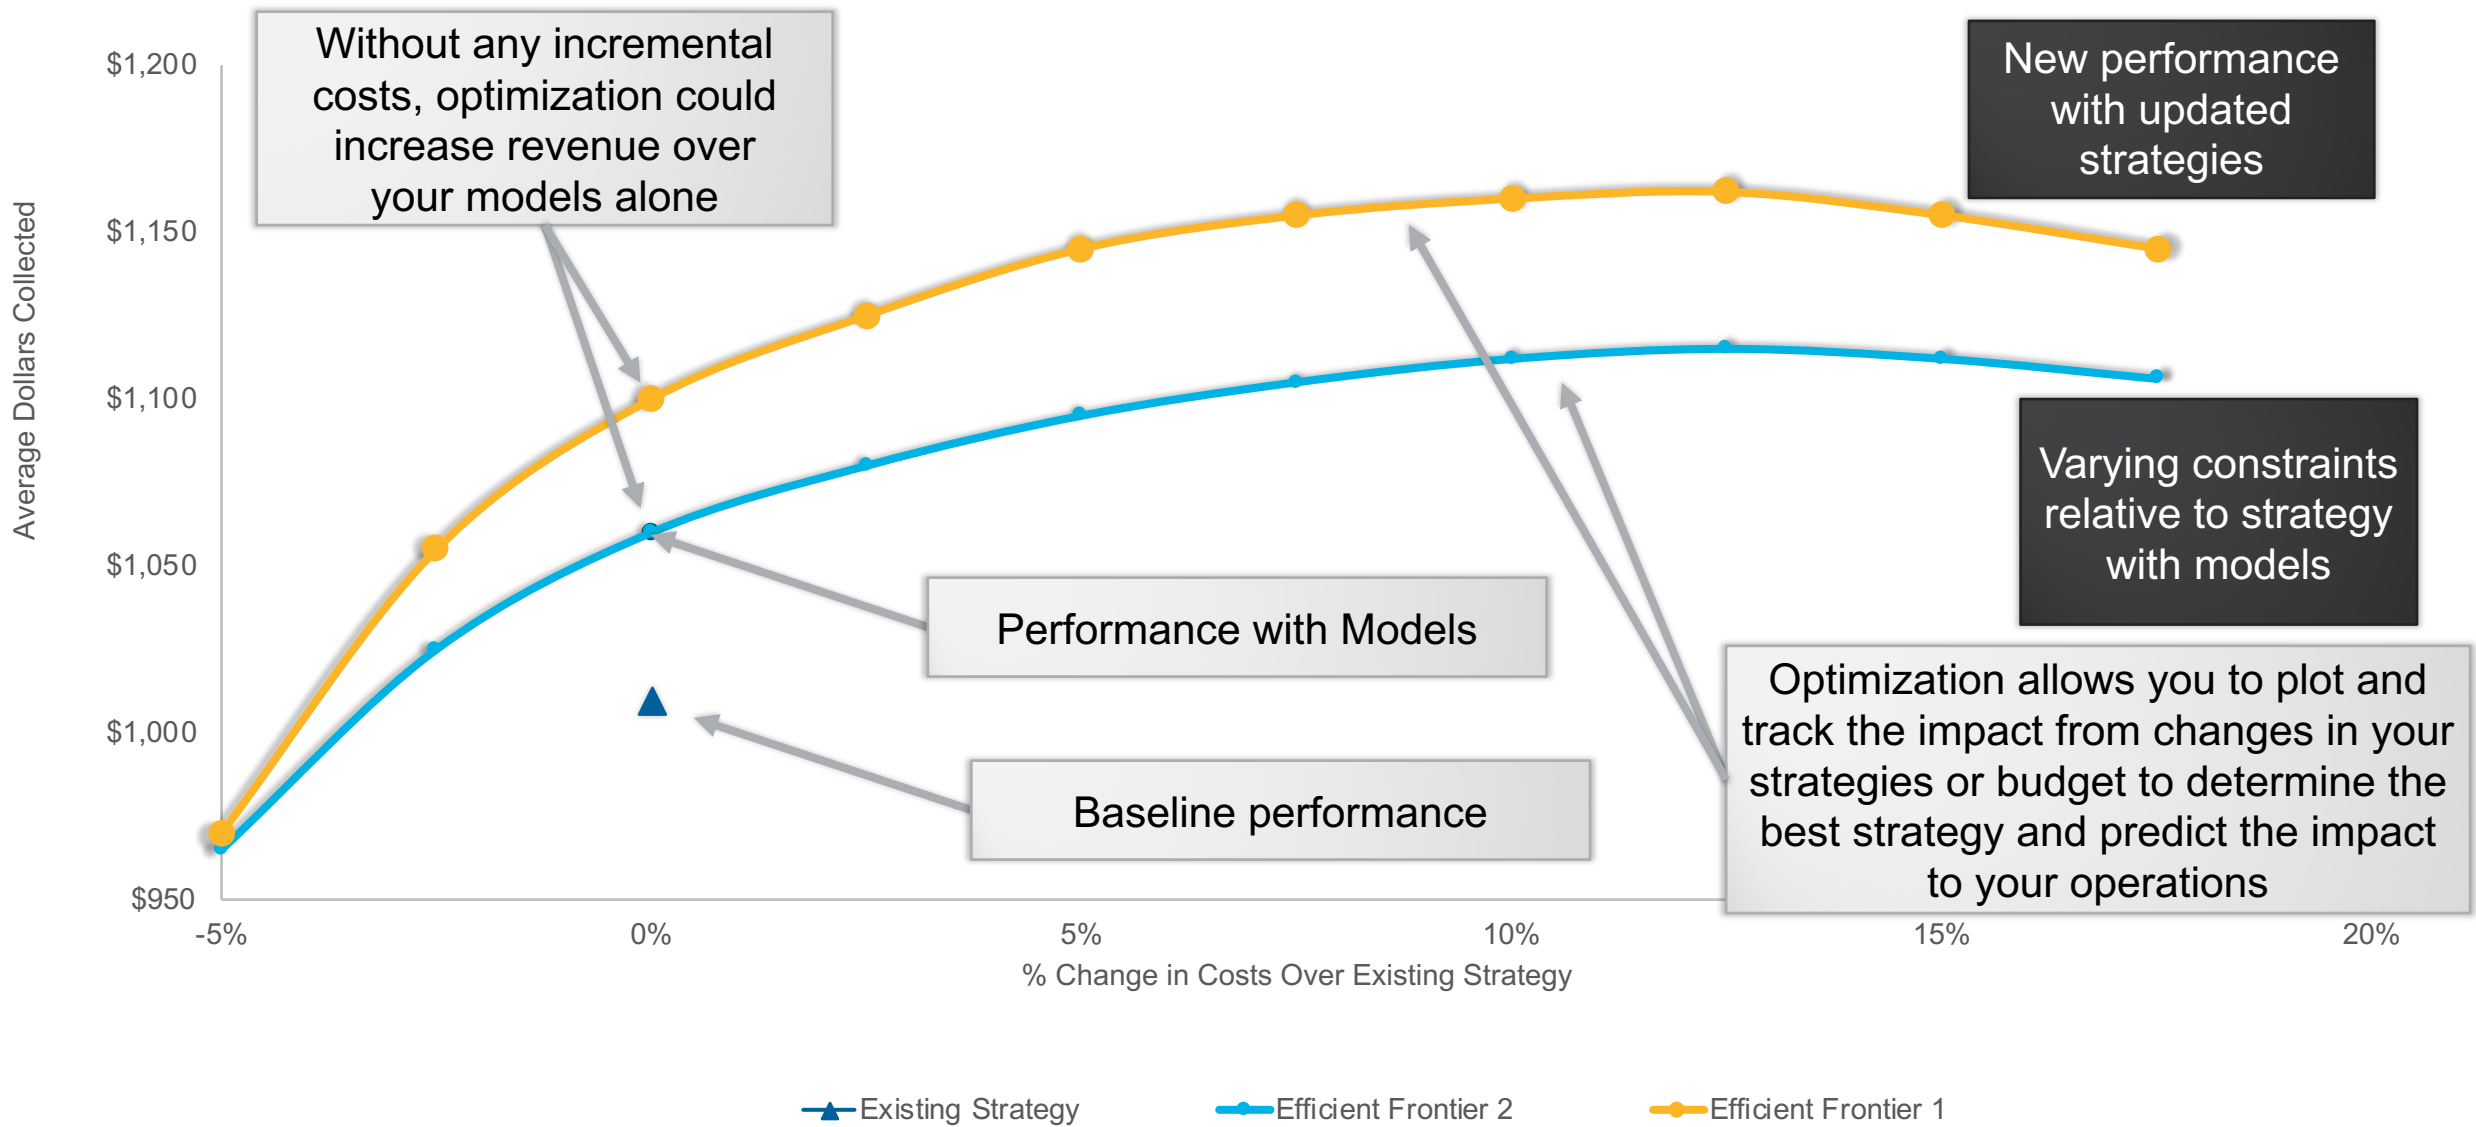 Without any incremental
costs, optimization could
increase revenue over
your models alone
New performance
with updated
strategies
$1,200
$1,150
$1,100
$1,050
$1,000
$950
Average Dollars Collected
Varying constraints
relative to strategy
with models
Performance with Models
Baseline performance
Optimization allows you to plot and
track the impact from changes in your
strategies or budget to determine the
best strategy and predict the impact
to your operations
-5% 0% 5% 10% 15% 20%
% Change in Costs Over Existing Strategy
Existing Strategy Efficient Frontier 2 Efficient Frontier 1